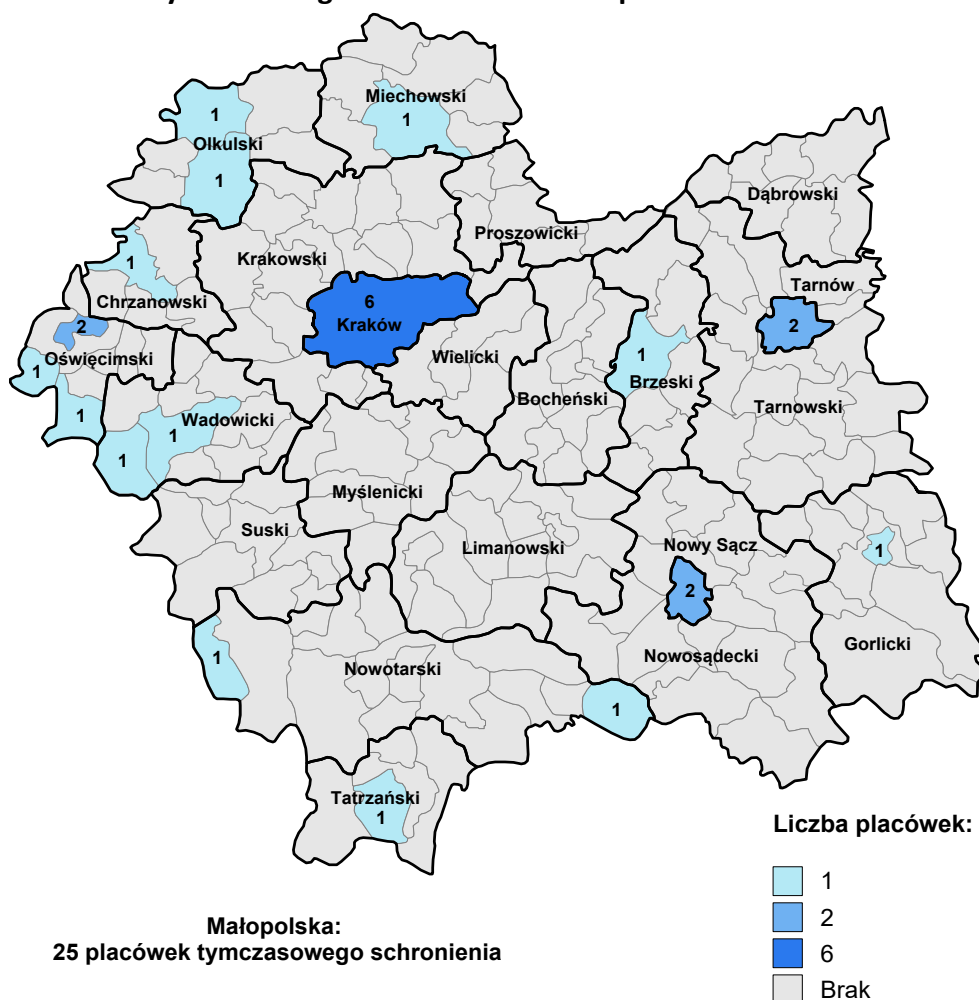 Miechowski
1
1
Olkulski
1
Dąbrowski
Proszowicki
Krakowski
1
Chrzanowski
Tarnów
6
Kraków
2
2
Oświęcimski
1
Wielicki
1
Brzeski
Bocheński
Tarnowski
1
Wadowicki
1
1
Myślenicki
Suski
Limanowski
Nowy Sącz
1
2
Gorlicki
1
Nowotarski
Nowosądecki
1
Tatrzański
1
Liczba placówek:
1
2
6
Brak
Małopolska:
25 placówek tymczasowego schronienia